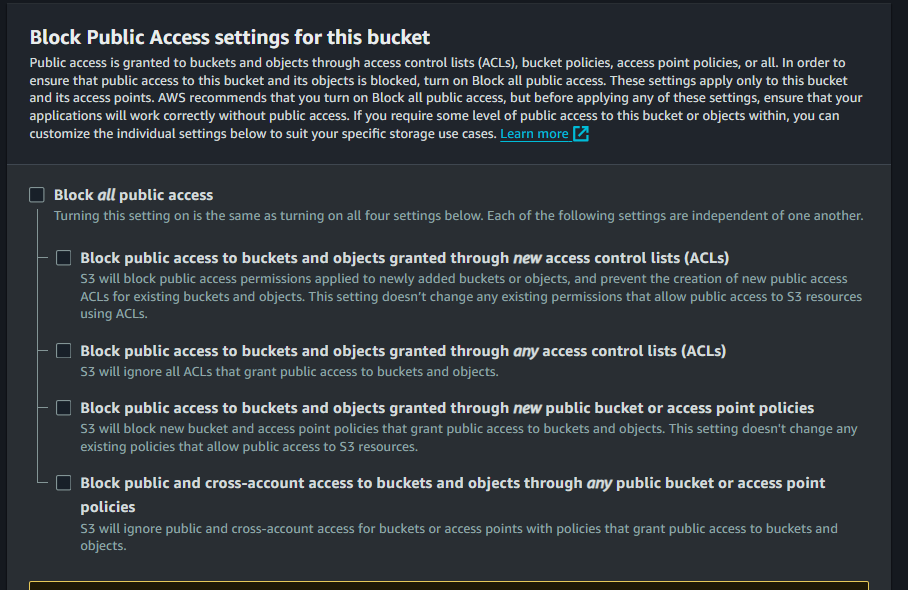 Block Public Access settings for this bucket
Public access is granted to buckets and objects through access control lists (ACLs), bucket policies, access point policies, or all. In order to
ensure that public access to this bucket and its objects is blocked, turn on Block all public access. These settings apply only to this bucket
and its access points. AWS recommends that you turn on Block all public access, but before applying any of these settings, ensure that your
applications will work correctly without public access. If you require some level of public access to this bucket or objects within, you can
customize the individual settings below to suit your specific storage use cases. Learn more
Block all public access
Turning this setting on is the same as turning on all four settings below. Each of the following settings are independent of one another.
Block public access to buckets and objects granted through new access control lists (ACLs)
S3 will block public access permissions applied to newly added buckets or objects, and prevent the creation of new public access
ACLs for existing buckets and objects. This setting doesn't change any existing permissions that allow public access to S3 resources
using ACLs.
Block public access to buckets and objects granted through any access control lists (ACLs)
S3 will ignore all ACLs that grant public access to buckets and objects.
Block public access to buckets and objects granted through new public bucket or access point policies
S3 will block new bucket and access point policies that grant public access to buckets and objects. This setting doesn't change any
existing policies that allow public access to S3 resources.
Block public and cross-account access to buckets and objects through any public bucket or access point
policies
S3 will ignore public and cross-account access for buckets or access points with policies that grant public access to buckets and
objects.